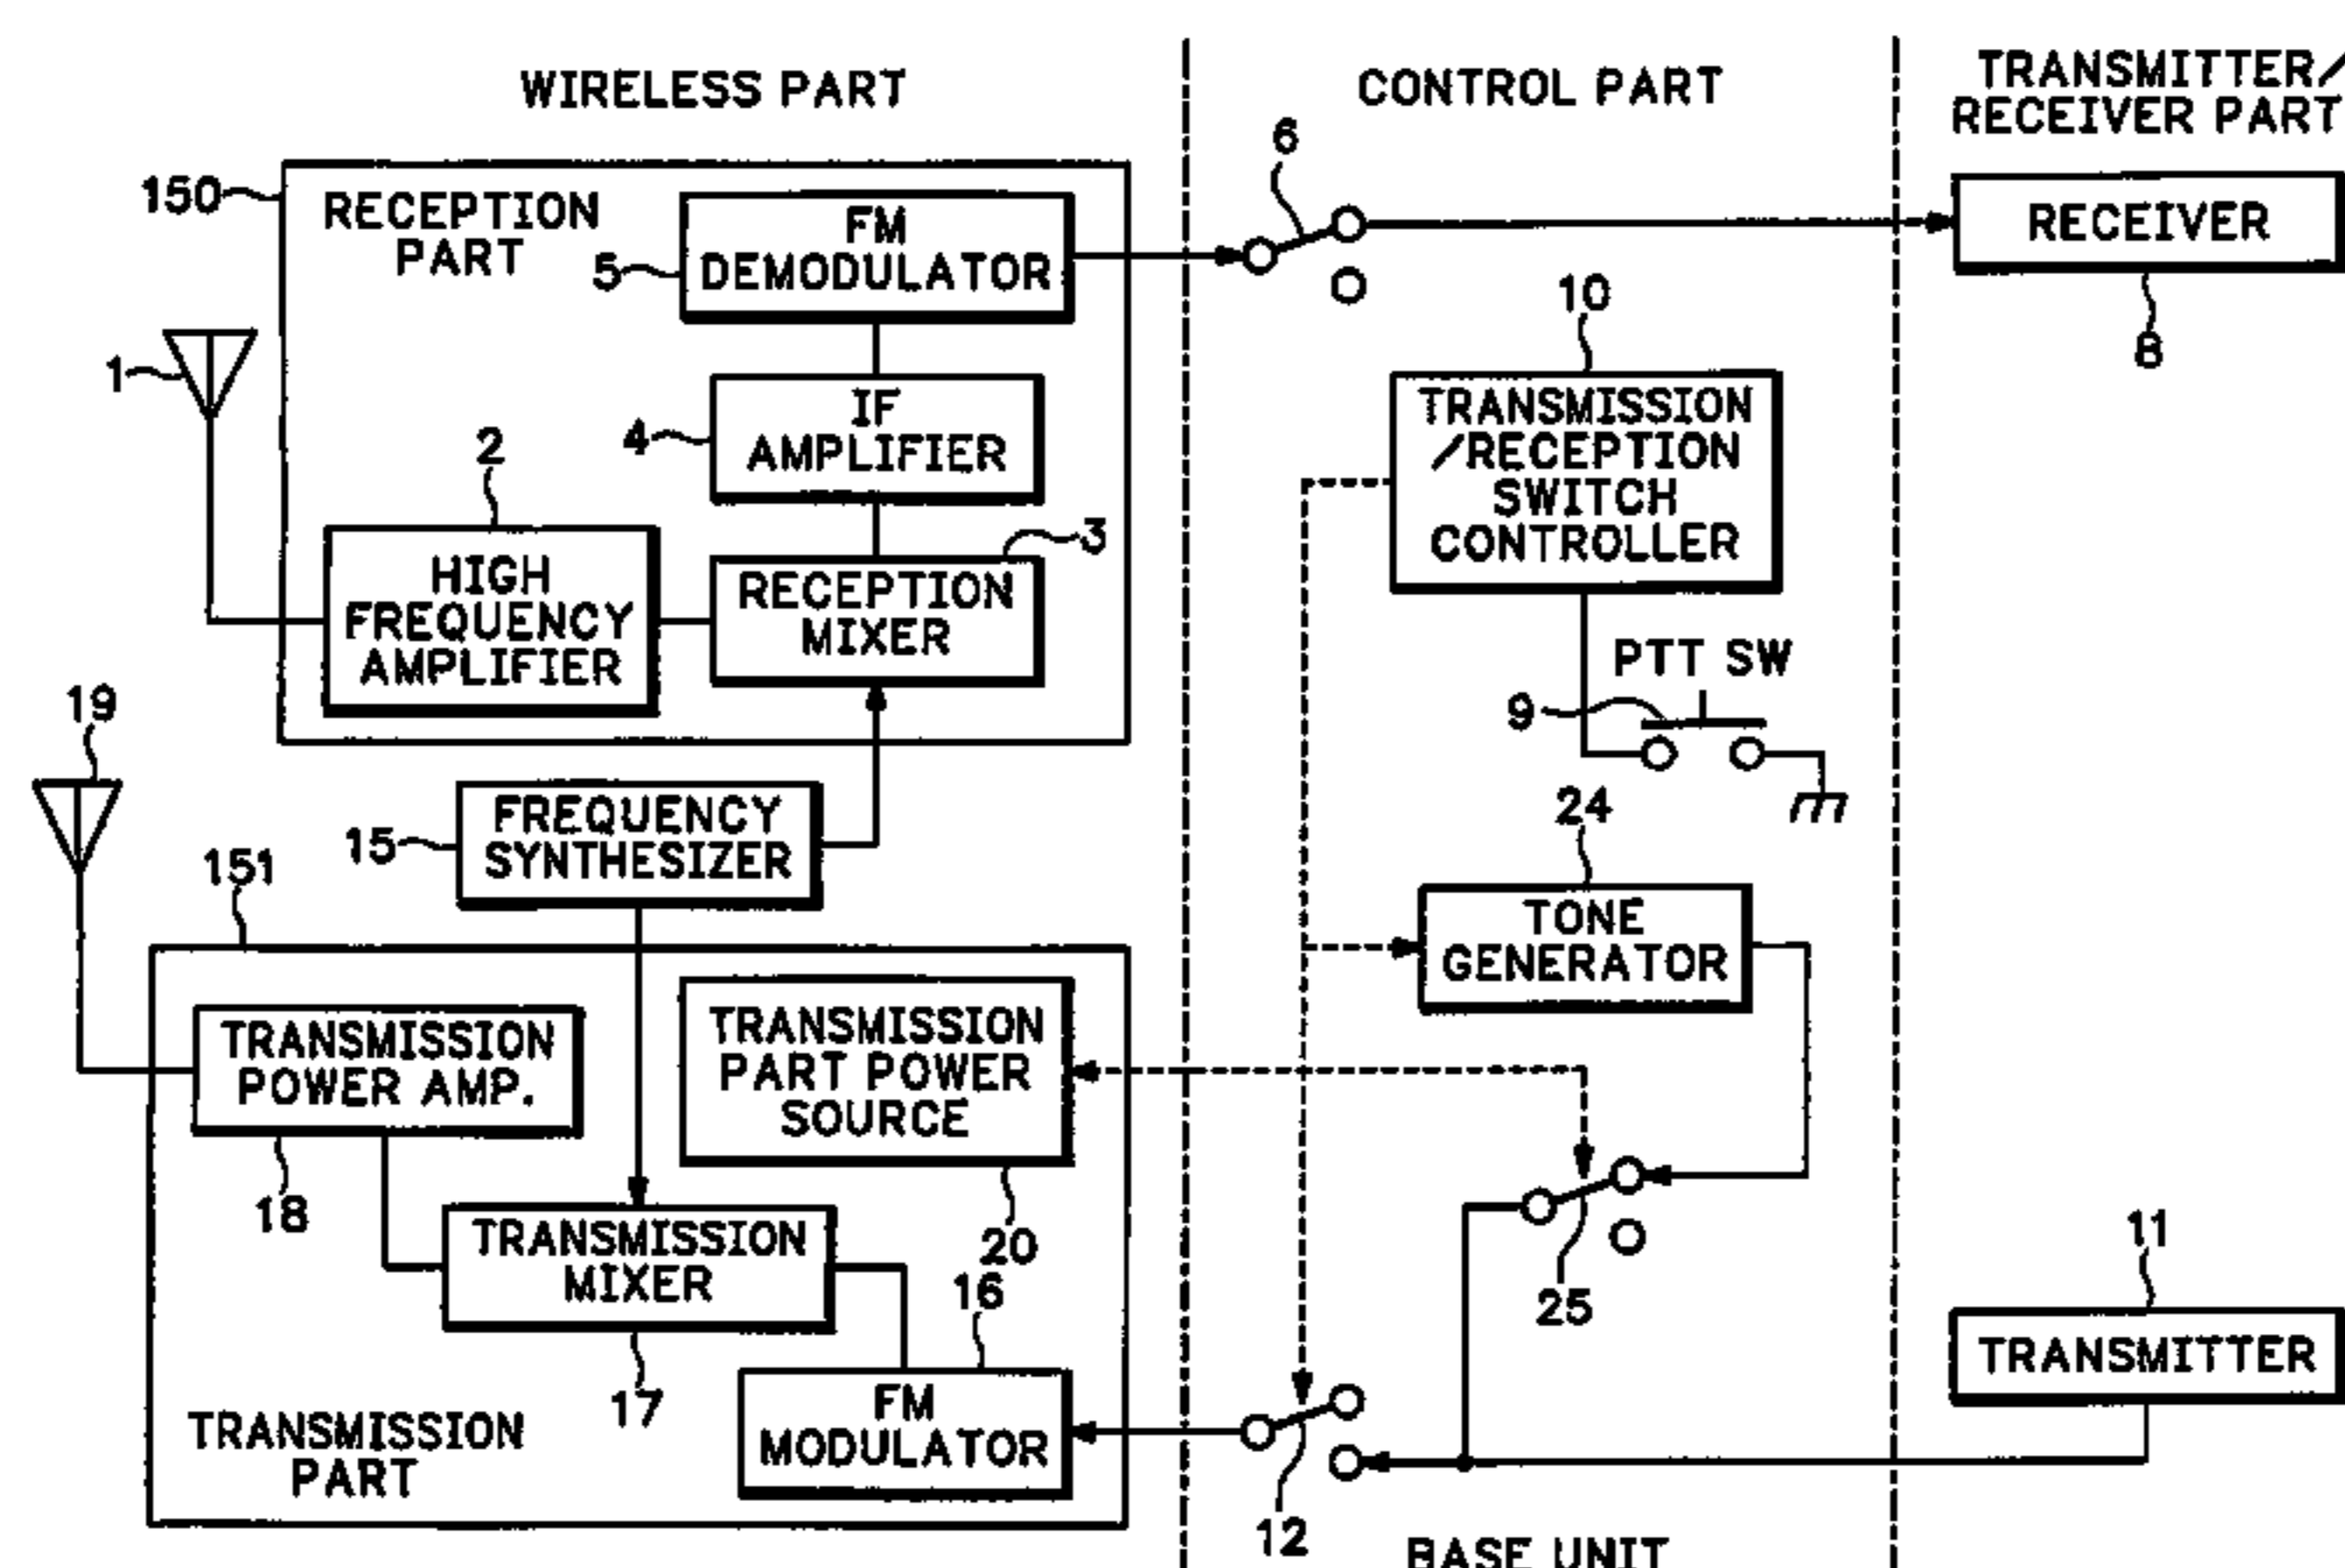 WIRELESS PART
CONTROL PART
TRANSMITTER/
RECEIVER PART
150
RECEPTION
PART
FM
DEMODULATOR
5
6
RECEIVER
8
1
IF
AMPLIFIER
4
10
TRANSMISSION
/RECEPTION
SWITCH
CONTROLLER
2
HIGH
FREQUENCY
AMPLIFIER
3
RECEPTION
MIXER
PTT SW
9
19
15
FREQUENCY
SYNTHESIZER
24
TONE
GENERATOR
151
TRANSMISSION
POWER AMP.
18
TRANSMISSION
PART POWER
SOURCE
20
TRANSMISSION
MIXER
17
16
FM
MODULATOR
25
11
TRANSMITTER
TRANSMISSION
PART
12
BASE UNIT